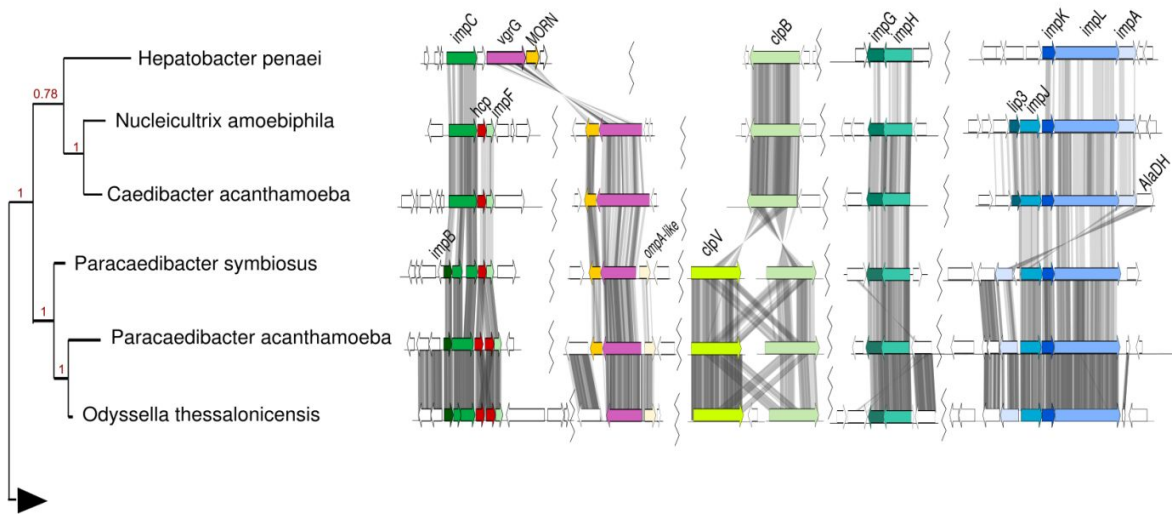 impC vgrG MORN clpB impG impH impK impL impA
Hepatobacter penaei
0.78
hcp impF lip3 impJ
Nucleicultrix amoebiphila
1
1
Caedibacter acanthamoeba
AlaDH
impB ompA-like clpV
Paracaedibacter symbiosus
1
Paracaedibacter acanthamoeba
1
Odyssella thessalonicensis